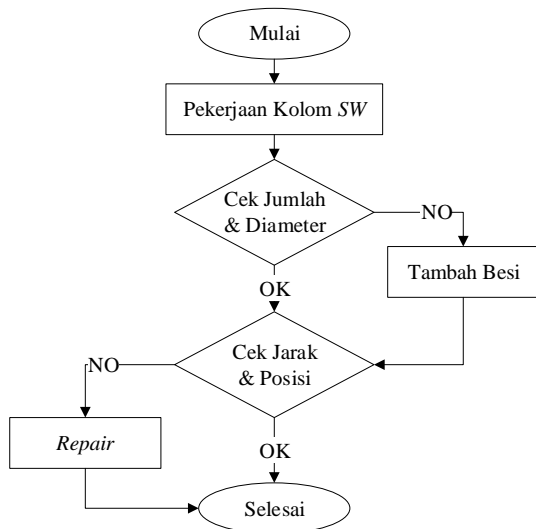 Mulai
Pekerjaan Kolom SW
Cek Jumlah
& Diameter
NO
Tambah Besi
OK
Cek Jarak
& Posisi
NO
Repair
OK
Selesai